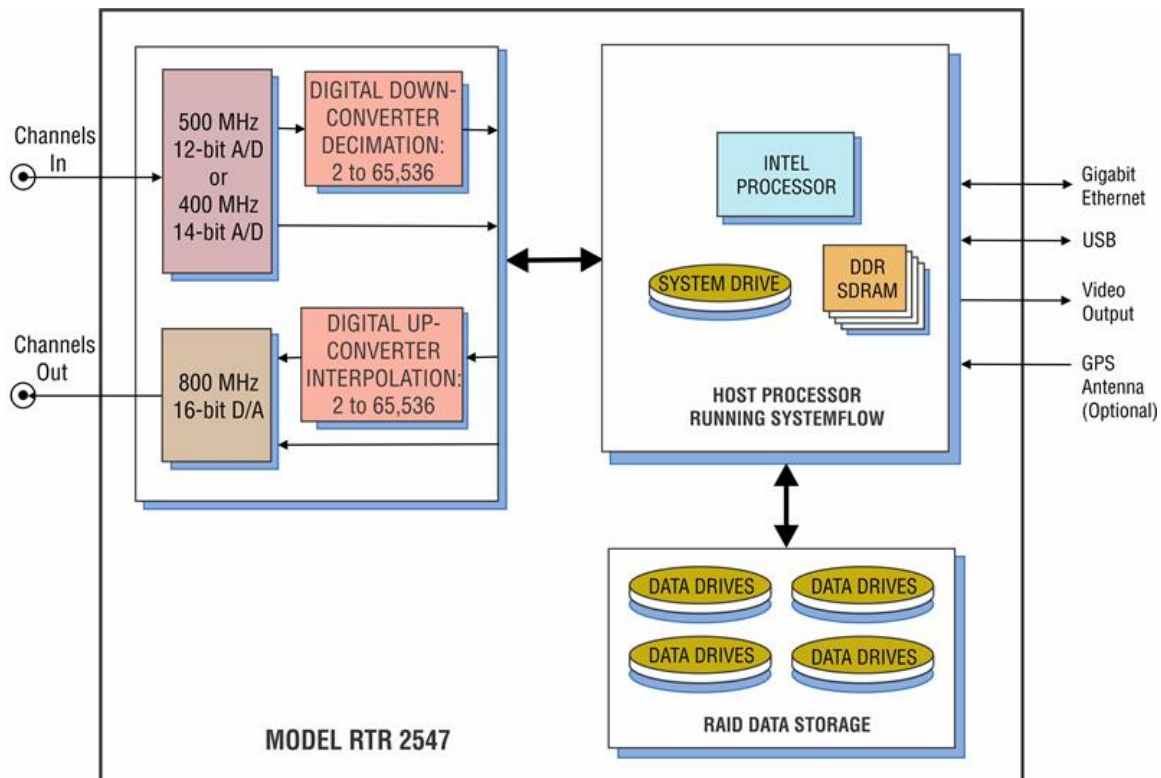 Channels
In
500 MHz
12-bit A/D
or
400 MHz
14-bit A/D
DIGITAL DOWN-
CONVERTER
DECIMATION:
2 to 65,536
Channels
Out
800 MHz
16-bit D/A
DIGITAL UP-
CONVERTER
INTERPOLATION:
2 to 65,536
INTEL
PROCESSOR
SYSTEM DRIVE
DDR
SDRAM
HOST PROCESSOR
RUNNING SYSTEMFLOW
Gigabit
Ethernet
USB
Video
Output
GPS
Antenna
(Optional)
DATA DRIVES
DATA DRIVES
DATA DRIVES
DATA DRIVES
RAID DATA STORAGE
MODEL RTR 2547